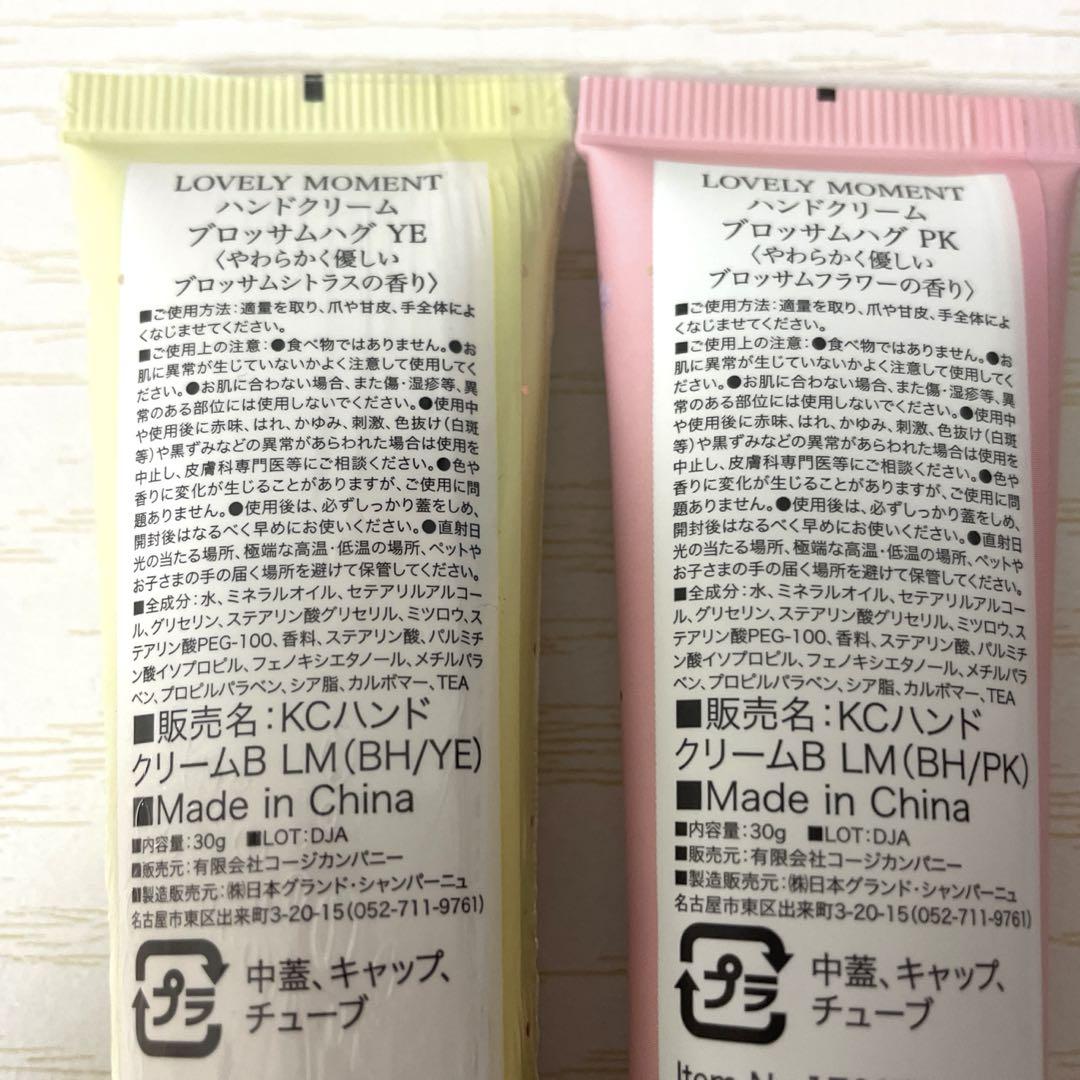 LOVELY MOMENT
ハンドクリーム
ブロッサムハグ YE
〈やわらかく優しい
ブロッサムシトラスの香り〉
■ご使用方法:適量を取り、爪や甘皮、手全体によ
くなじませてください。
■ご使用上の注意:●食べ物ではありません。●お
肌に異常が生じていないかよく注意して使用してく
ださい。●お肌に合わない場合、また傷・湿疹等、異
常のある部位には使用しないでください。●使用中
や使用後に赤味、はれ、かゆみ、刺激、色抜け(白斑
等)や黒ずみなどの異常があらわれた場合は使用を
中止し、皮膚科専門医等にご相談ください。●色や
香りに変化が生じることがありますが、ご使用に問
題ありません。●使用後は、必ずしっかり蓋をしめ、
開封後はなるべく早めにお使いください。●直射日
光の当たる場所、極端な高温・低温の場所、ペットや
お子さまの手の届く場所を避けて保管してください。
■全成分:水、ミネラルオイル、セテアリルアルコー
ル、グリセリン、ステアリン酸グリセリル、ミツロウ、ス
テアリン酸PEG-100、香料、ステアリン酸、パルミチ
ン酸イソプロピル、フェノキシエタノール、メチルパラ
ベン、プロピルパラベン、シア脂、カルボマー、TEA
■販売名:KCハンド
クリームB LM(BH/YE)
■Made in China
■内容量:30g ■LOT:DJA
■販売元:有限会社コージカンパニー
■製造販売元:㈱日本グランド・シャンパーニュ
名古屋市東区出来町3-20-15(052-711-9761)
プラ
中蓋、キャップ、
チューブ
LOVELY MOMENT
ハンドクリーム
ブロッサムハグ PK
〈やわらかく優しい
ブロッサムフラワーの香り〉
■ご使用方法:適量を取り、爪や甘皮、手全体によ
くなじませてください。
■ご使用上の注意:●食べ物ではありません。●お
肌に異常が生じていないかよく注意して使用してく
ださい。●お肌に合わない場合、また傷・湿疹等、異
常のある部位には使用しないでください。●使用中
や使用後に赤味、はれ、かゆみ、刺激、色抜け(白斑
等)や黒ずみなどの異常があらわれた場合は使用を
中止し、皮膚科専門医等にご相談ください。●色や
香りに変化が生じることがありますが、ご使用に問
題ありません。●使用後は、必ずしっかり蓋をしめ、
開封後はなるべく早めにお使いください。●直射日
光の当たる場所、極端な高温・低温の場所、ペットや
お子さまの手の届く場所を避けて保管してください。
■全成分:水、ミネラルオイル、セテアリルアルコー
ル、グリセリン、ステアリン酸グリセリル、ミツロウ、ス
テアリン酸PEG-100、香料、ステアリン酸、パルミチ
ン酸イソプロピル、フェノキシエタノール、メチルパラ
ベン、プロピルパラベン、シア脂、カルボマー、TEA
■販売名:KCハンド
クリームB LM(BH/PK)
■Made in China
■内容量:30g ■LOT:DJA
■販売元:有限会社コージカンパニー
■製造販売元:㈱日本グランド・シャンパーニュ
名古屋市東区出来町3-20-15(052-711-9761)
プラ
中蓋、キャップ、
チューブ
Item